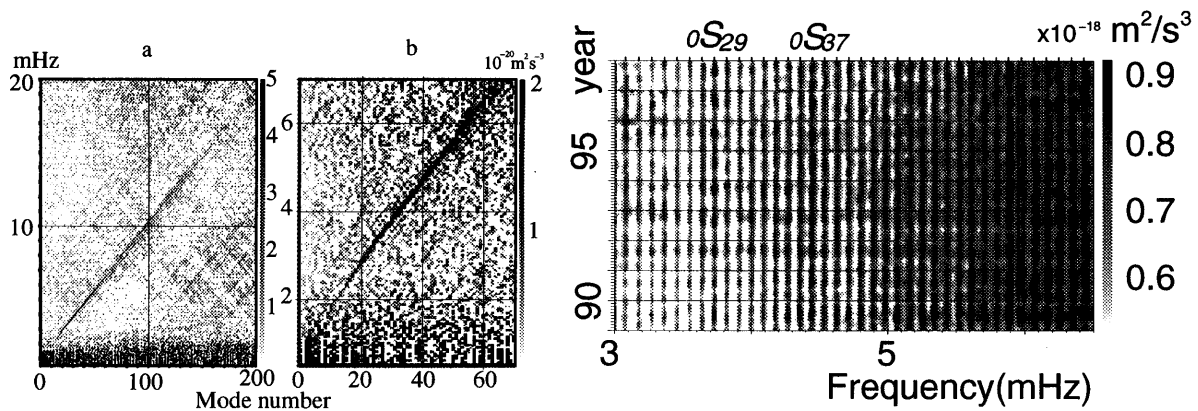 a
b
mHz
10⁻²⁰m²s⁻³
20
10
0
100
200
5
4
3
2
1
6
4
2
0
20
40
60
2
1
Mode number
₀S₂₉
₀S₃₇
x10⁻¹⁸ m²/s³
year
95
90
0.9
0.8
0.7
0.6
3
5
Frequency(mHz)